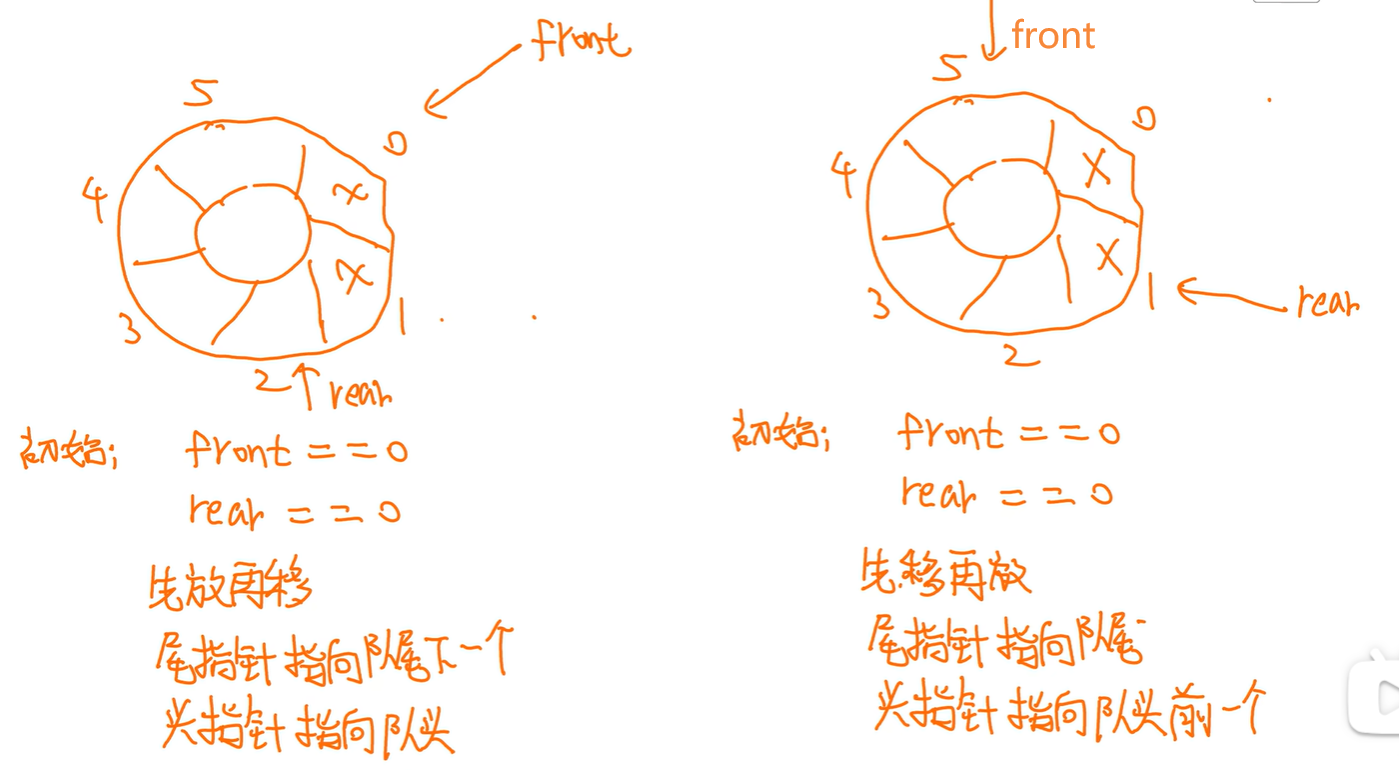 front
5
0
4
3
1
2
rear
初始;
front == 0
rear == 0
先放再移
尾指针指向队尾下一个
头指针指向队头
front
5
0
4
3
1
rear
2
初始;
front == 0
rear == 0
先移再放
尾指针指向队尾
头指针指向队头前一个
x
x
X
X